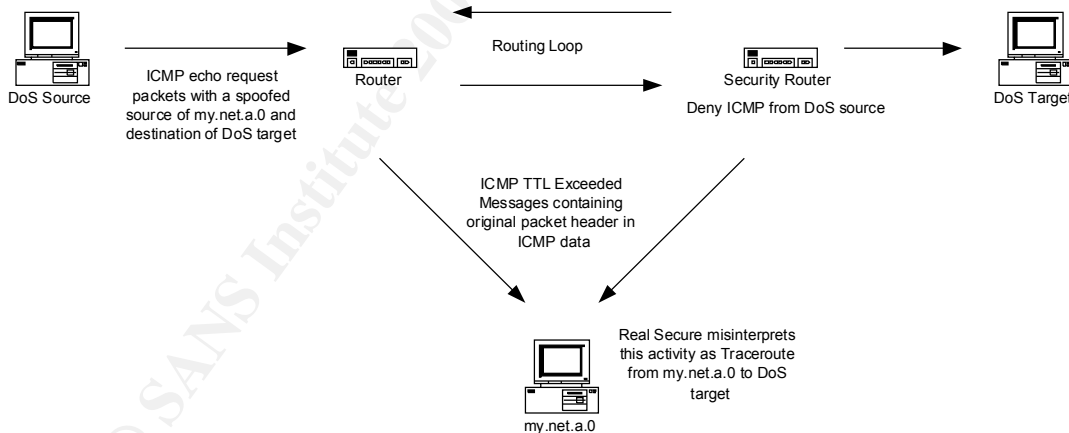 DoS Source
ICMP echo request
packets with a spoofed
source of my.net.a.0 and
destination of DoS target
Router
Routing Loop
Security Router
Deny ICMP from DoS source
DoS Target
ICMP TTL Exceeded
Messages containing
original packet header in
ICMP data
Real Secure misinterprets
this activity as Traceroute
from my.net.a.0 to DoS
target
my.net.a.0
© SANS Institute 200